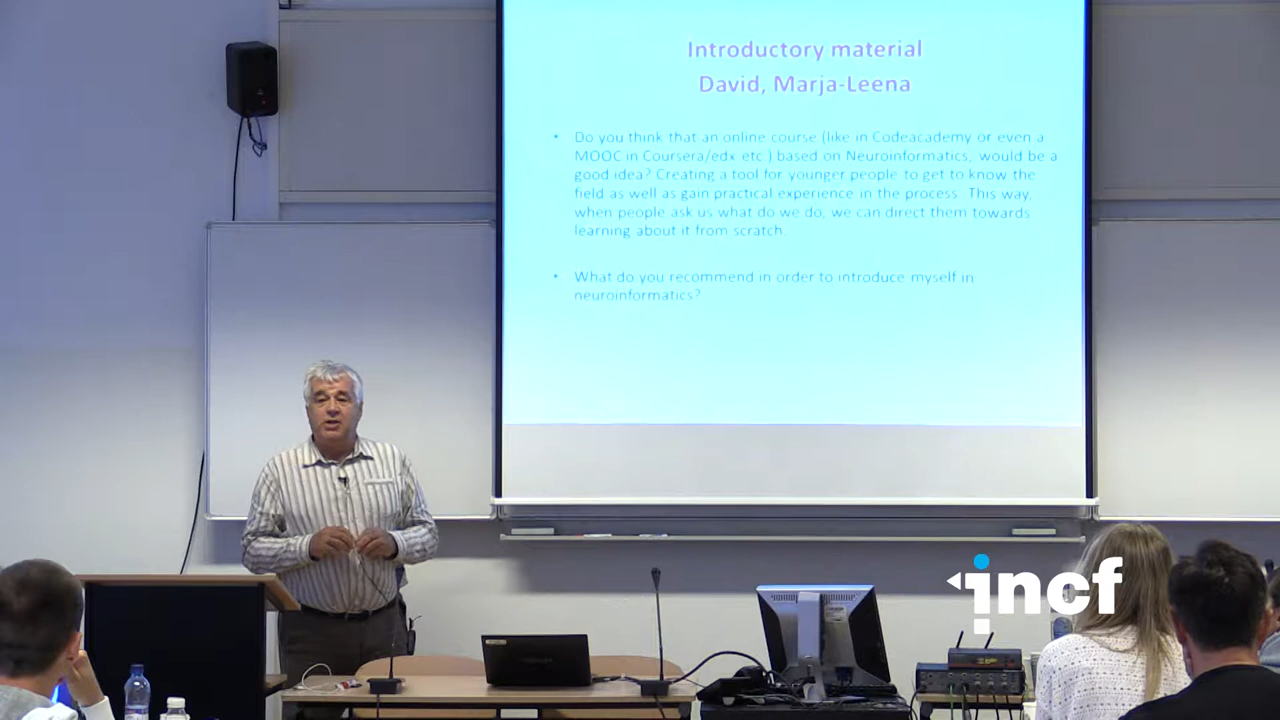 Introductory material
David, Marja-Leena
• Do you think that an online course (like in Codeacademy or even a
MOOC in Coursera/edx etc.) based on Neuroinformatics, would be a
good idea? Creating a tool for younger people to get to know the
field as well as gain practical experience in the process. This way,
when people ask us what do we do, we can direct them towards
learning about it from scratch.
• What do you recommend in order to introduce myself in
neuroinformatics?
incf